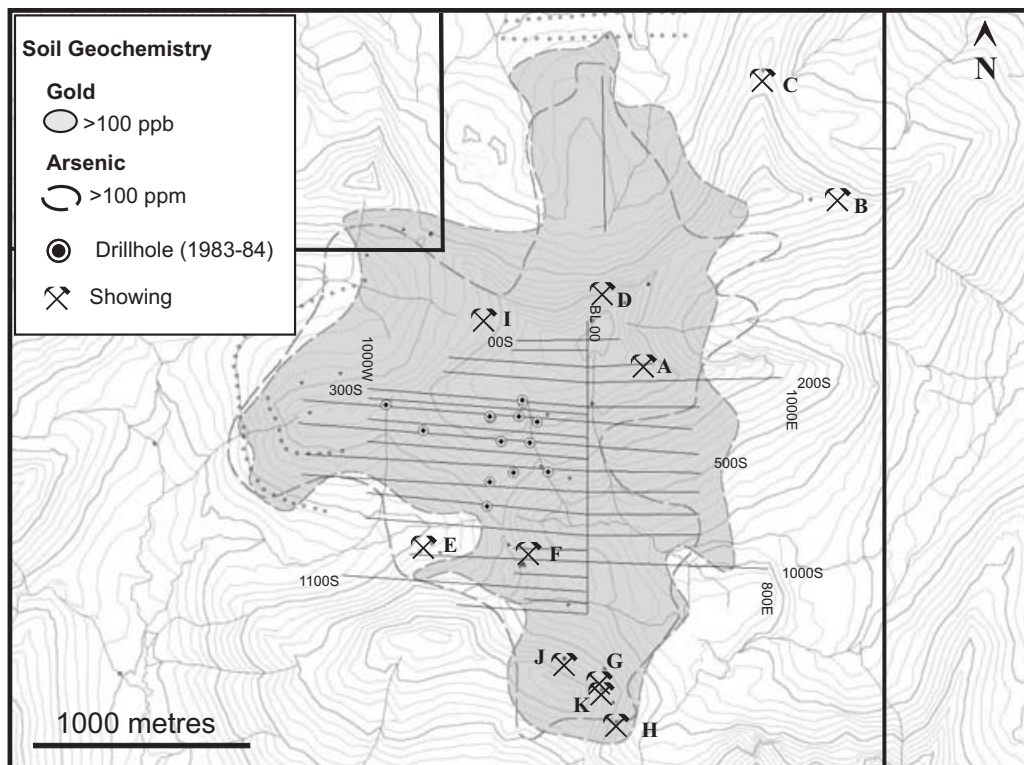 Soil Geochemistry
Gold
>100 ppb
Arsenic
>100 ppm
Drillhole (1983-84)
Showing
N
C
B
D
I
BL 00
00S
A
1000W
200S
300S
1000E
500S
E
F
1000S
1100S
800E
J
G
K
H
1000 metres